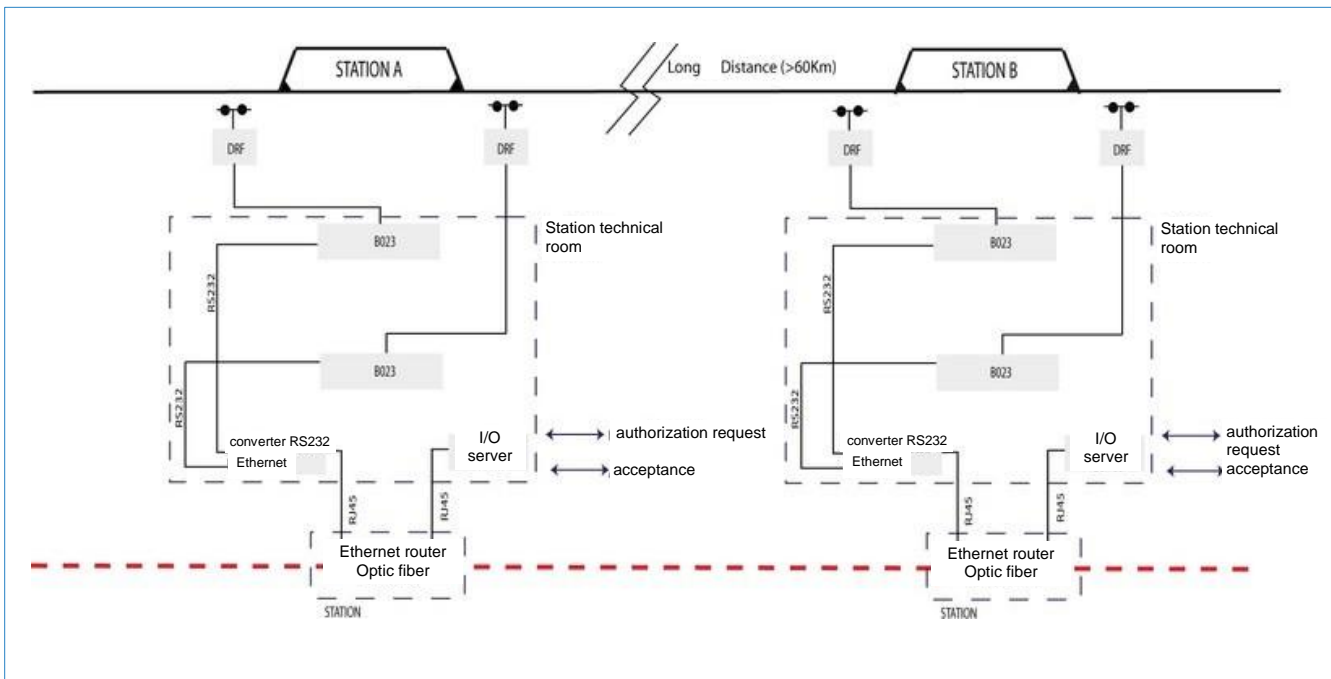 STATION A
Long Distance (>60Km)
STATION B
DRF
DRF
DRF
DRF
Station technical
room
Station technical
room
B023
B023
RS232
RS232
B023
B023
RS232
RS232
converter RS232
Ethernet
I/O
server
authorization request
acceptance
converter RS232
Ethernet
I/O
server
authorization
request
acceptance
RJ45
RJ45
RJ45
RJ45
Ethernet router
Optic fiber
Ethernet router
Optic fiber
STATION
STATION